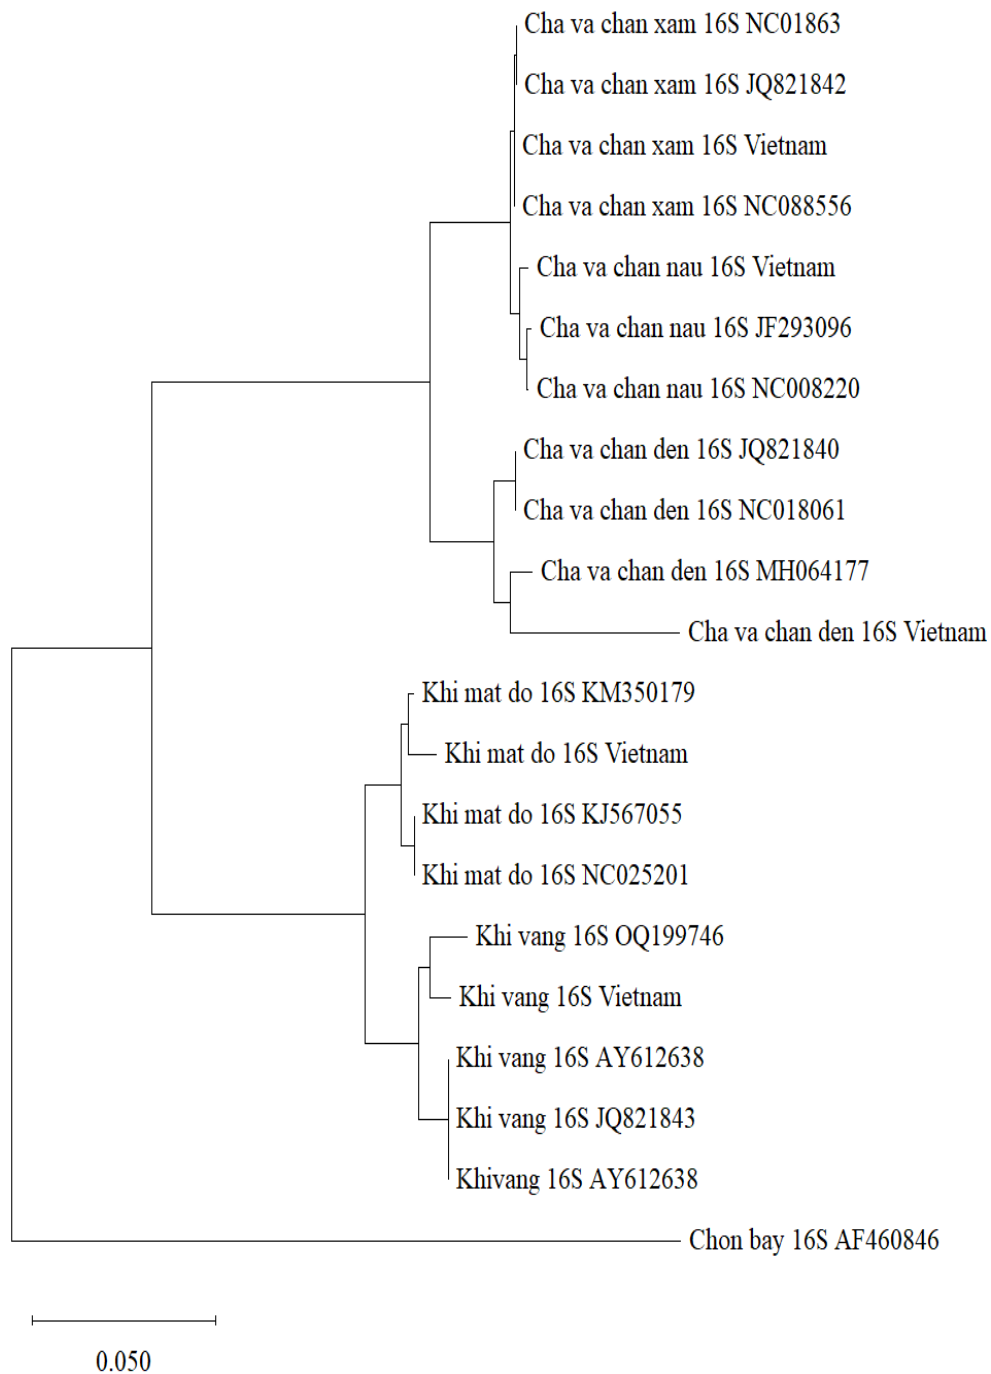 Cha va chan xam 16S NC01863
Cha va chan xam 16S JQ821842
Cha va chan xam 16S Vietnam
Cha va chan xam 16S NC088556
Cha va chan nau 16S Vietnam
Cha va chan nau 16S JF293096
Cha va chan nau 16S NC008220
Cha va chan den 16S JQ821840
Cha va chan den 16S NC018061
Cha va chan den 16S MH064177
Cha va chan den 16S Vietnam
Khi mat do 16S KM350179
Khi mat do 16S Vietnam
Khi mat do 16S KJ567055
Khi mat do 16S NC025201
Khi vang 16S OQ199746
Khi vang 16S Vietnam
Khi vang 16S AY612638
Khi vang 16S JQ821843
Khivang 16S AY612638
Chon bay 16S AF460846
0.050